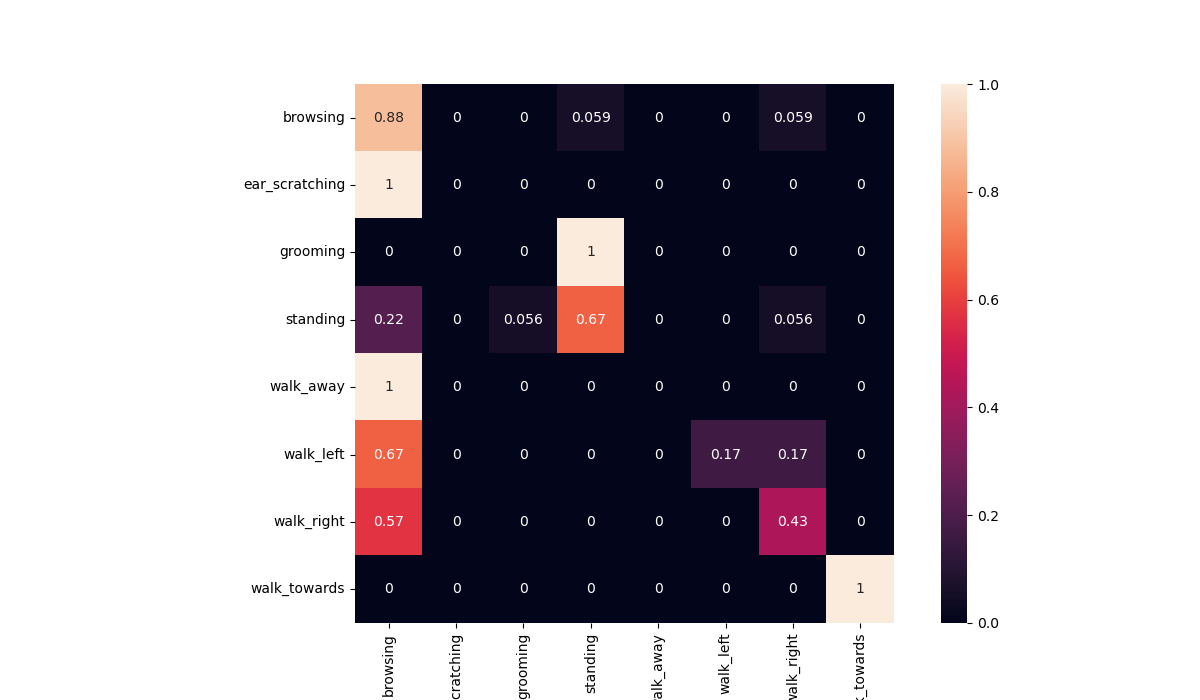 browsing 0.88 0 0 0.059 0 0 0.059 0
ear_scratching 1 0 0 0 0 0 0 0
grooming 0 0 0 1 0 0 0 0
standing 0.22 0 0.056 0.67 0 0 0.056 0
walk_away 1 0 0 0 0 0 0 0
walk_left 0.67 0 0 0 0 0.17 0.17 0
walk_right 0.57 0 0 0 0 0 0.43 0
walk_towards 0 0 0 0 0 0 0 1
browsing
cratching
grooming
standing
alk_away
walk_left
walk_right
_towards
1.0
0.8
0.6
0.4
0.2
0.0